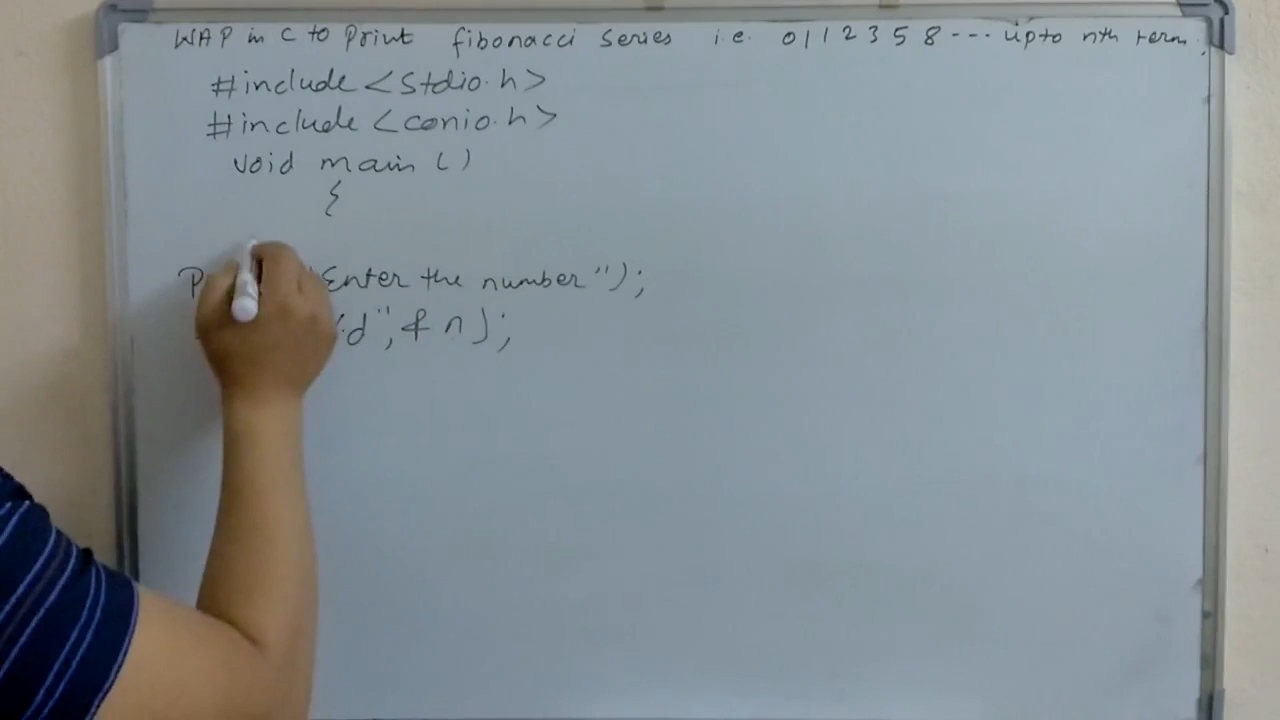 WAP in C to Print fibonacci series i.e. 0 1 1 2 3 5 8 --- upto nth term,
#include <stdio.h>
#include <conio.h>
void main ( )
{
"Enter the number");
d", & n);